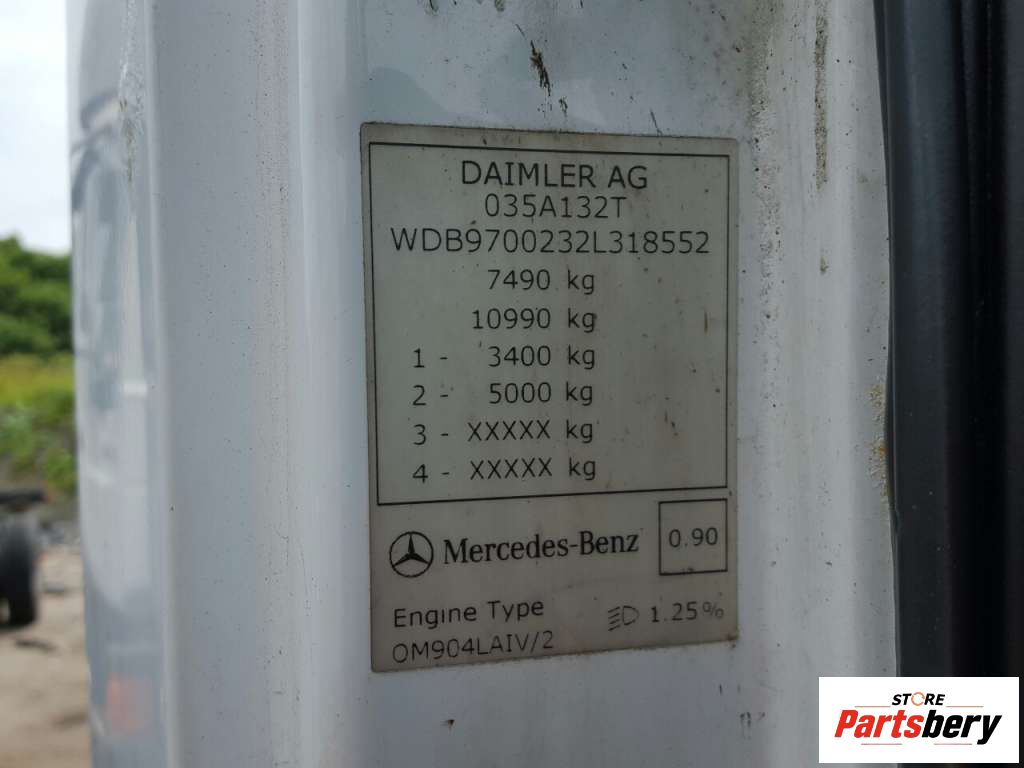 DAIMLER AG
035A132T
WDB9700232L318552
7490 kg
10990 kg
1 - 3400 kg
2 - 5000 kg
3 - XXXXX kg
4 - XXXXX kg
Mercedes-Benz 0.90
Engine Type 1.25%
OM904LAIV/2
STORE
Partsbery